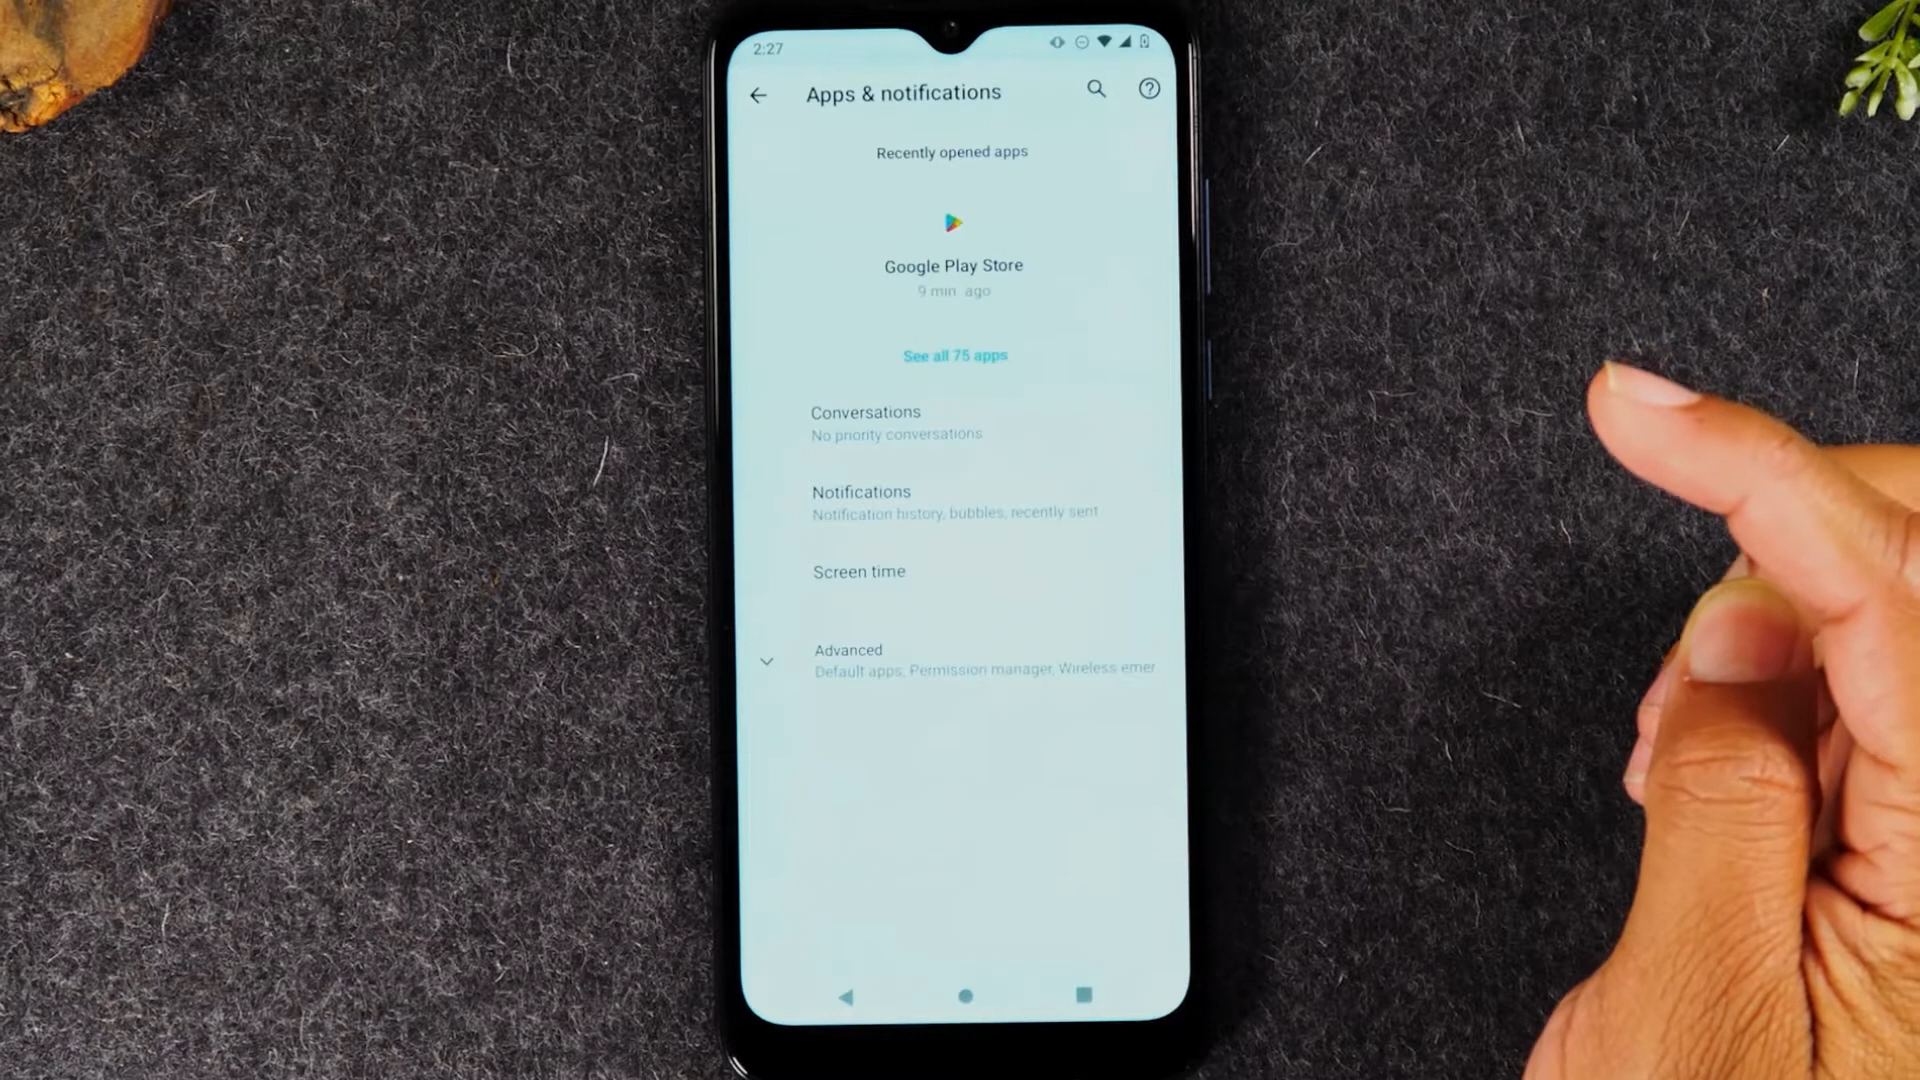 2:27
Apps & notifications
Recently opened apps
Google Play Store
9 min. ago
See all 75 apps
Conversations
No priority conversations
Notifications
Notification history, bubbles, recently sent
Screen time
Advanced
Default apps, Permission manager, Wireless emer